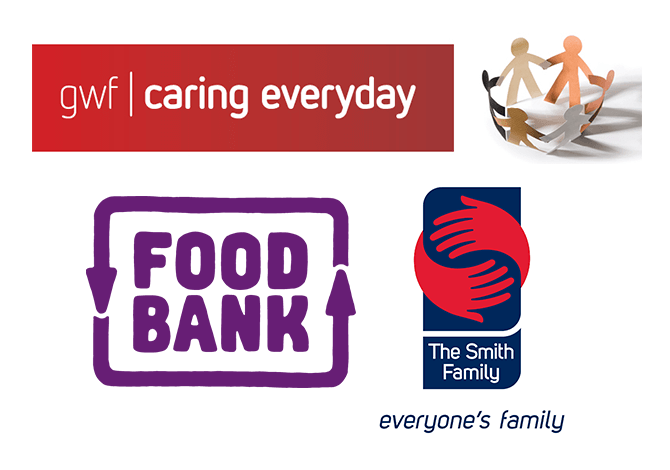 gwf | caring everyday
FOOD
BANK
The Smith
Family
everyone's family